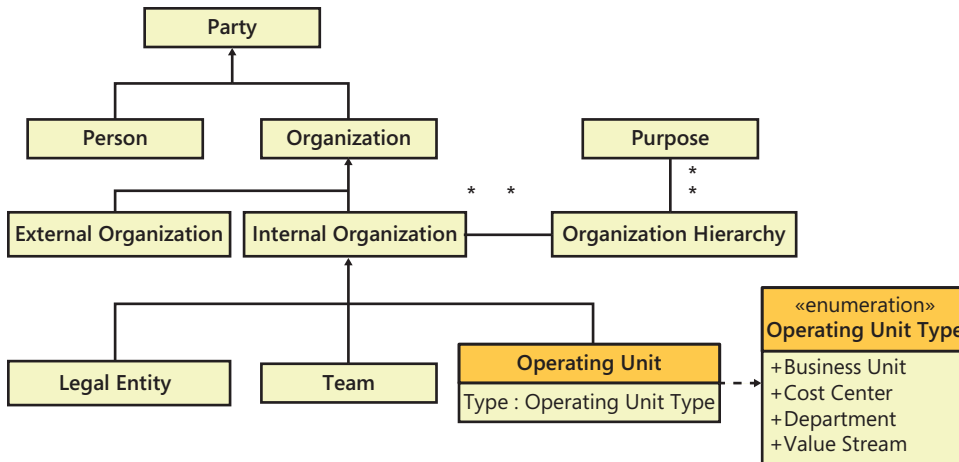 Party
Person
Organization
Purpose
*
* *
*
External Organization
Internal Organization
Organization Hierarchy
«enumeration»
Operating Unit Type
Operating Unit
Legal Entity
Team
Type : Operating Unit Type
+Business Unit
+Cost Center
+Department
+Value Stream